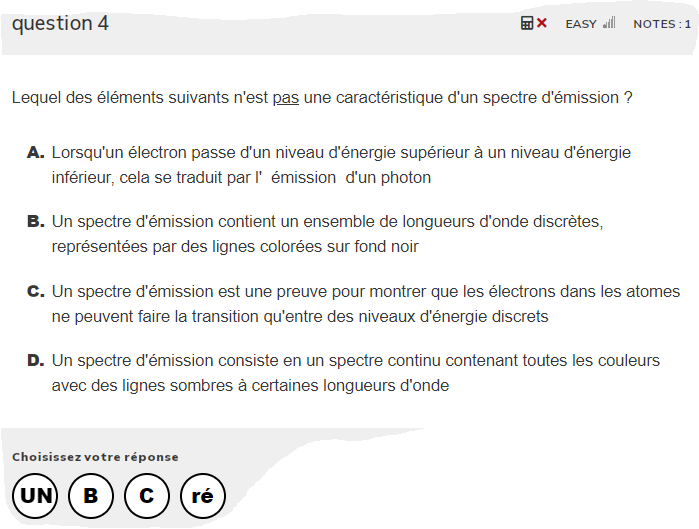 question 4
EASY
NOTES : 1
Lequel des éléments suivants n'est pas une caractéristique d'un spectre d'émission ?
A. Lorsqu'un électron passe d'un niveau d'énergie supérieur à un niveau d'énergie
inférieur, cela se traduit par l' émission d'un photon
B. Un spectre d'émission contient un ensemble de longueurs d'onde discrètes,
représentées par des lignes colorées sur fond noir
C. Un spectre d'émission est une preuve pour montrer que les électrons dans les atomes
ne peuvent faire la transition qu'entre des niveaux d'énergie discrets
D. Un spectre d'émission consiste en un spectre continu contenant toutes les couleurs
avec des lignes sombres à certaines longueurs d'onde
Choisissez votre réponse
UN B C ré